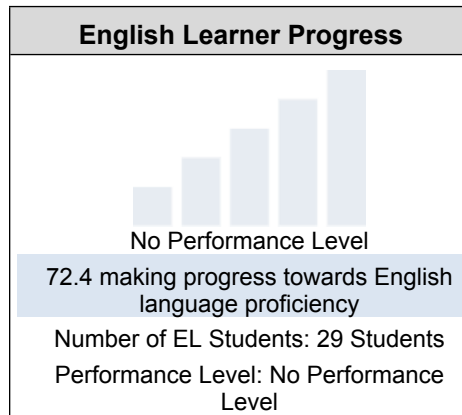 English Learner Progress
No Performance Level
72.4 making progress towards English
language proficiency
Number of EL Students: 29 Students
Performance Level: No Performance
Level